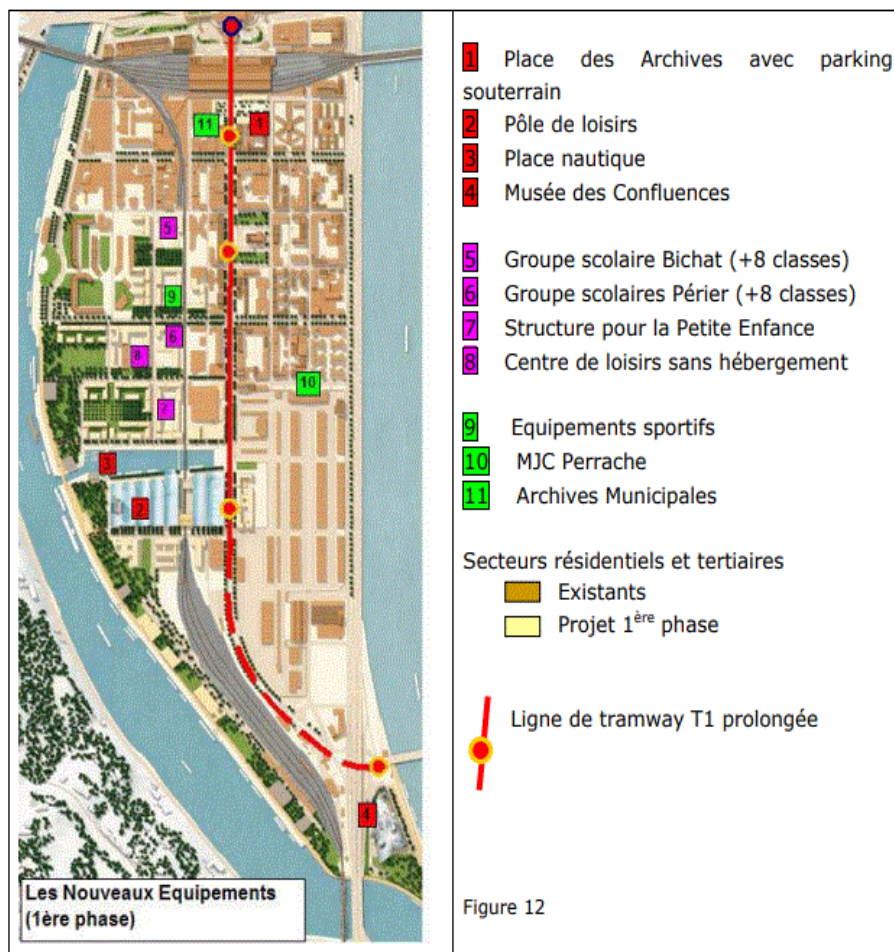 11
1
5
9
6
8
10
7
3
2
4
Les Nouveaux Equipements
(1ère phase)
1 Place des Archives avec parking
souterrain
2 Pôle de loisirs
3 Place nautique
4 Musée des Confluences
5 Groupe scolaire Bichat (+8 classes)
6 Groupe scolaires Périer (+8 classes)
7 Structure pour la Petite Enfance
8 Centre de loisirs sans hébergement
9 Equipements sportifs
10 MJC Perrache
11 Archives Municipales
Secteurs résidentiels et tertiaires
Existants
Projet 1ère phase
Ligne de tramway T1 prolongée
Figure 12